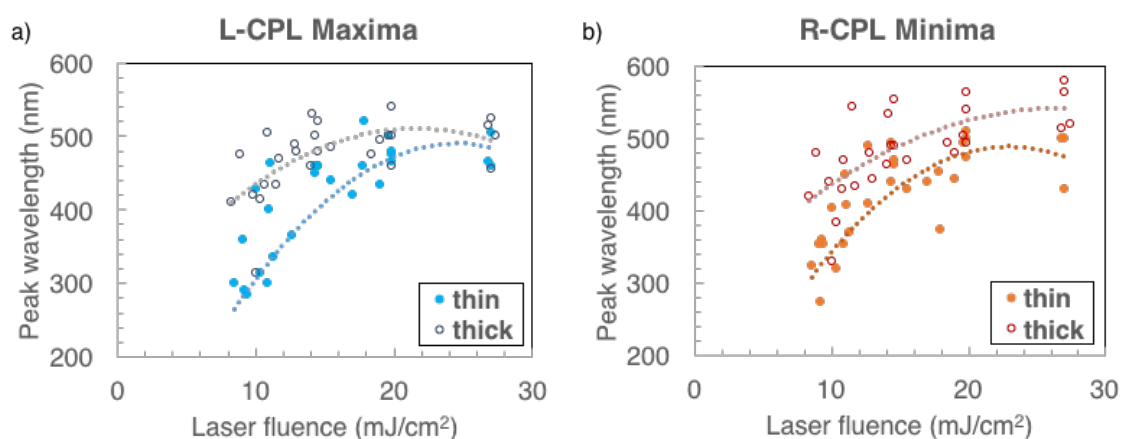 a)
L-CPL Maxima
600
500
400
300
200
0
10
20
30
Peak wavelength (nm)
Laser fluence (mJ/cm²)
thin
thick
b)
R-CPL Minima
600
500
400
300
200
0
10
20
30
Peak wavelength (nm)
Laser fluence (mJ/cm²)
thin
thick